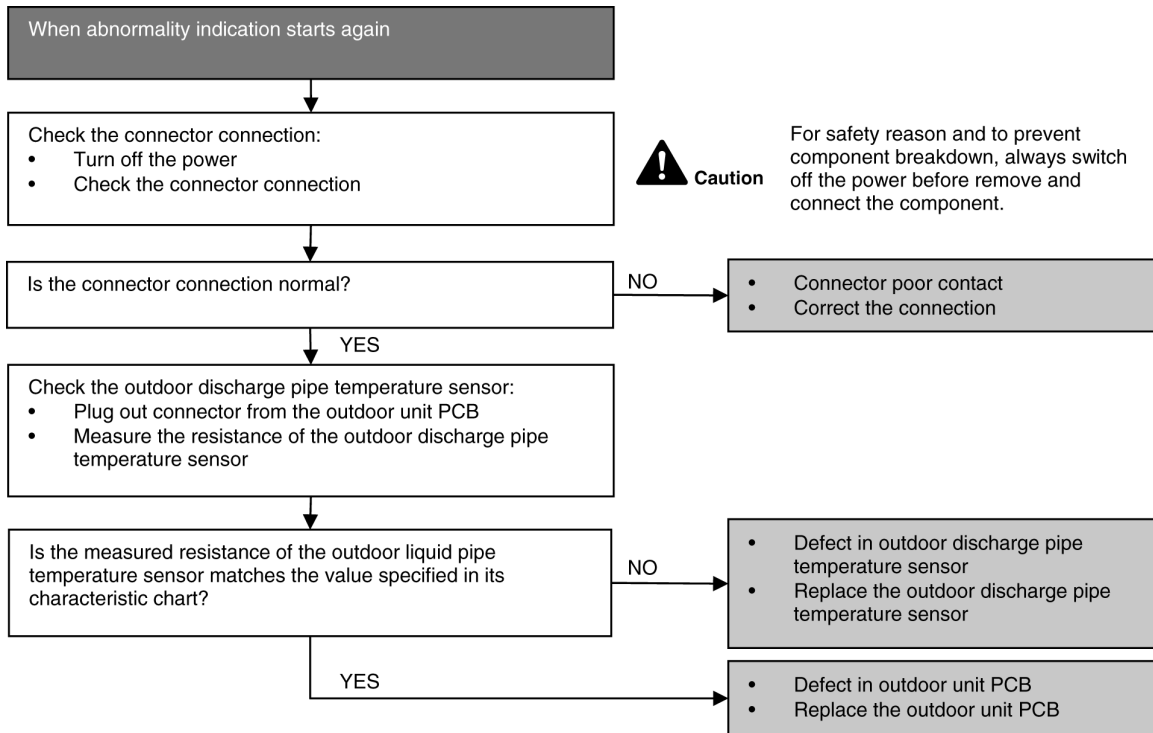 When abnormality indication starts again
Check the connector connection:
• Turn off the power
• Check the connector connection
Caution
For safety reason and to prevent
component breakdown, always switch
off the power before remove and
connect the component.
Is the connector connection normal?
NO
• Connector poor contact
• Correct the connection
YES
Check the outdoor discharge pipe temperature sensor:
• Plug out connector from the outdoor unit PCB
• Measure the resistance of the outdoor discharge pipe
temperature sensor
Is the measured resistance of the outdoor liquid pipe
temperature sensor matches the value specified in its
characteristic chart?
NO
• Defect in outdoor discharge pipe
temperature sensor
• Replace the outdoor discharge pipe
temperature sensor
YES
• Defect in outdoor unit PCB
• Replace the outdoor unit PCB